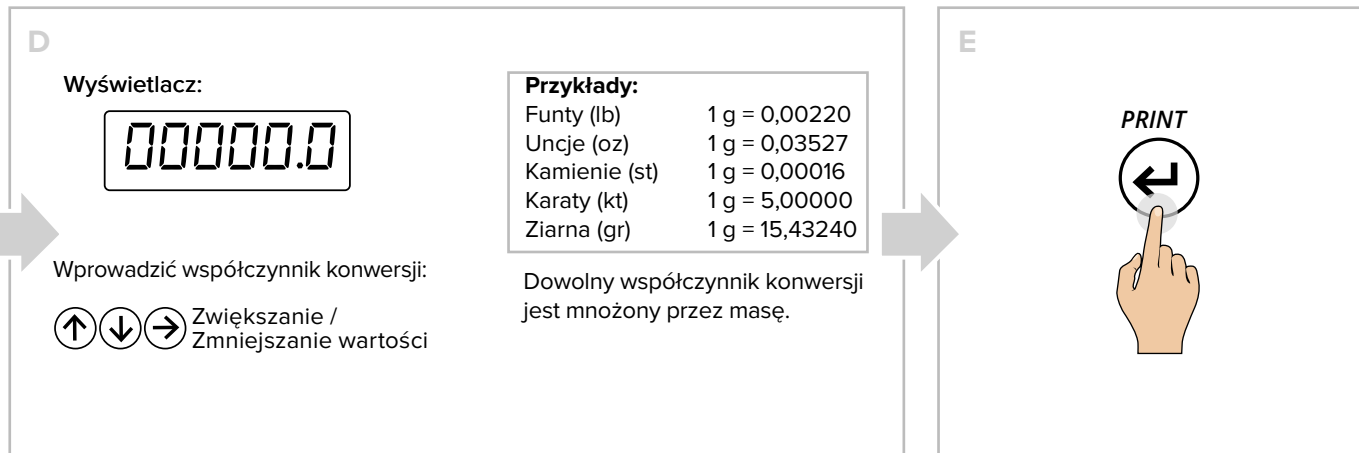 D
Wyświetlacz:
00000.0
Wprowadzić współczynnik konwersji:
Zwiększanie /
Zmniejszanie wartości
Przykłady:
Funty (lb) 1 g = 0,00220
Uncje (oz) 1 g = 0,03527
Kamienie (st) 1 g = 0,00016
Karaty (kt) 1 g = 5,00000
Ziarna (gr) 1 g = 15,43240
Dowolny współczynnik konwersji
jest mnożony przez masę.
E
PRINT